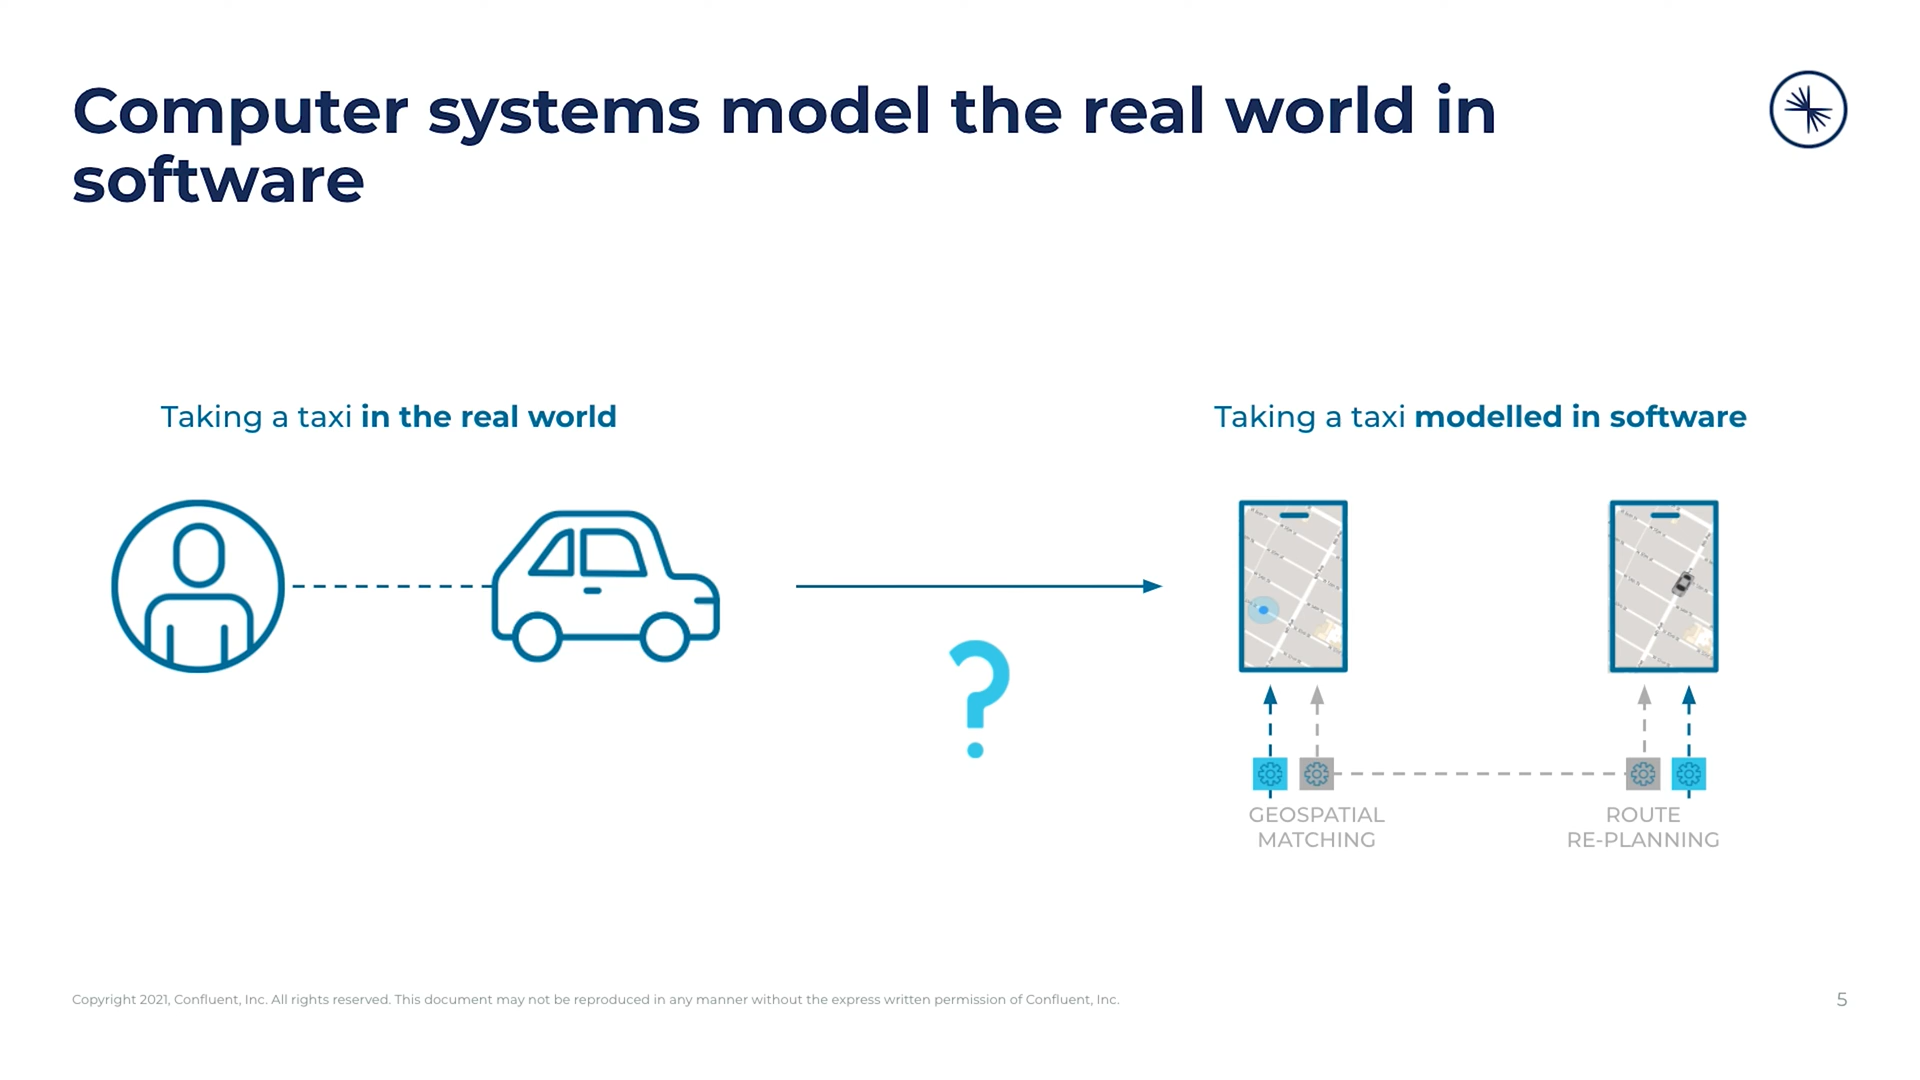 Computer systems model the real world in
software
Taking a taxi in the real world
Taking a taxi modelled in software
?
GEOSPATIAL
MATCHING
ROUTE
RE-PLANNING
Copyright 2021, Confluent, Inc. All rights reserved. This document may not be reproduced in any manner without the express written permission of Confluent, Inc.
5